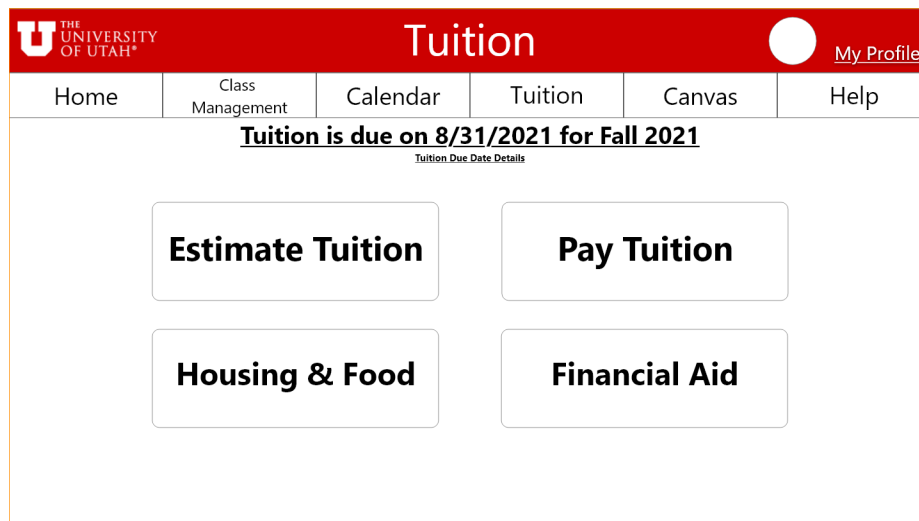 THE
UNIVERSITY
OF UTAH®
Tuition
My Profile
Home
Class
Management
Calendar
Tuition
Canvas
Help
Tuition is due on 8/31/2021 for Fall 2021
Tuition Due Date Details
Estimate Tuition
Pay Tuition
Housing & Food
Financial Aid